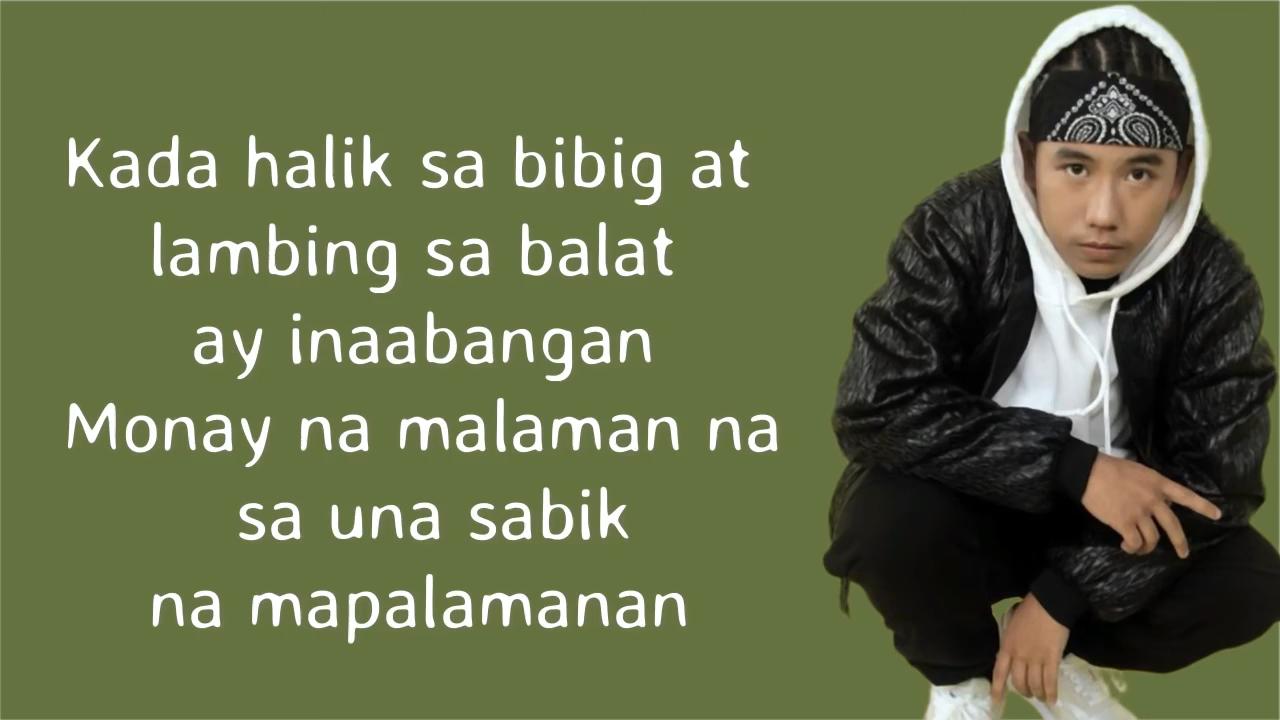 Kada halik sa bibig at
lambing sa balat
ay inaabangan
Monay na malaman na
sa una sabik
na mapalamanan